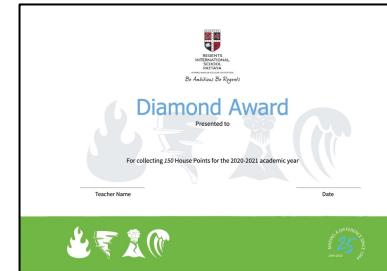 REGENTS
INTERNATIONAL
SCHOOL
PATTAYA
Be Ambitious Be Regents
Diamond Award
Presented to
For collecting 150 House Points for the 2020-2021 academic year
Teacher Name
Date
25